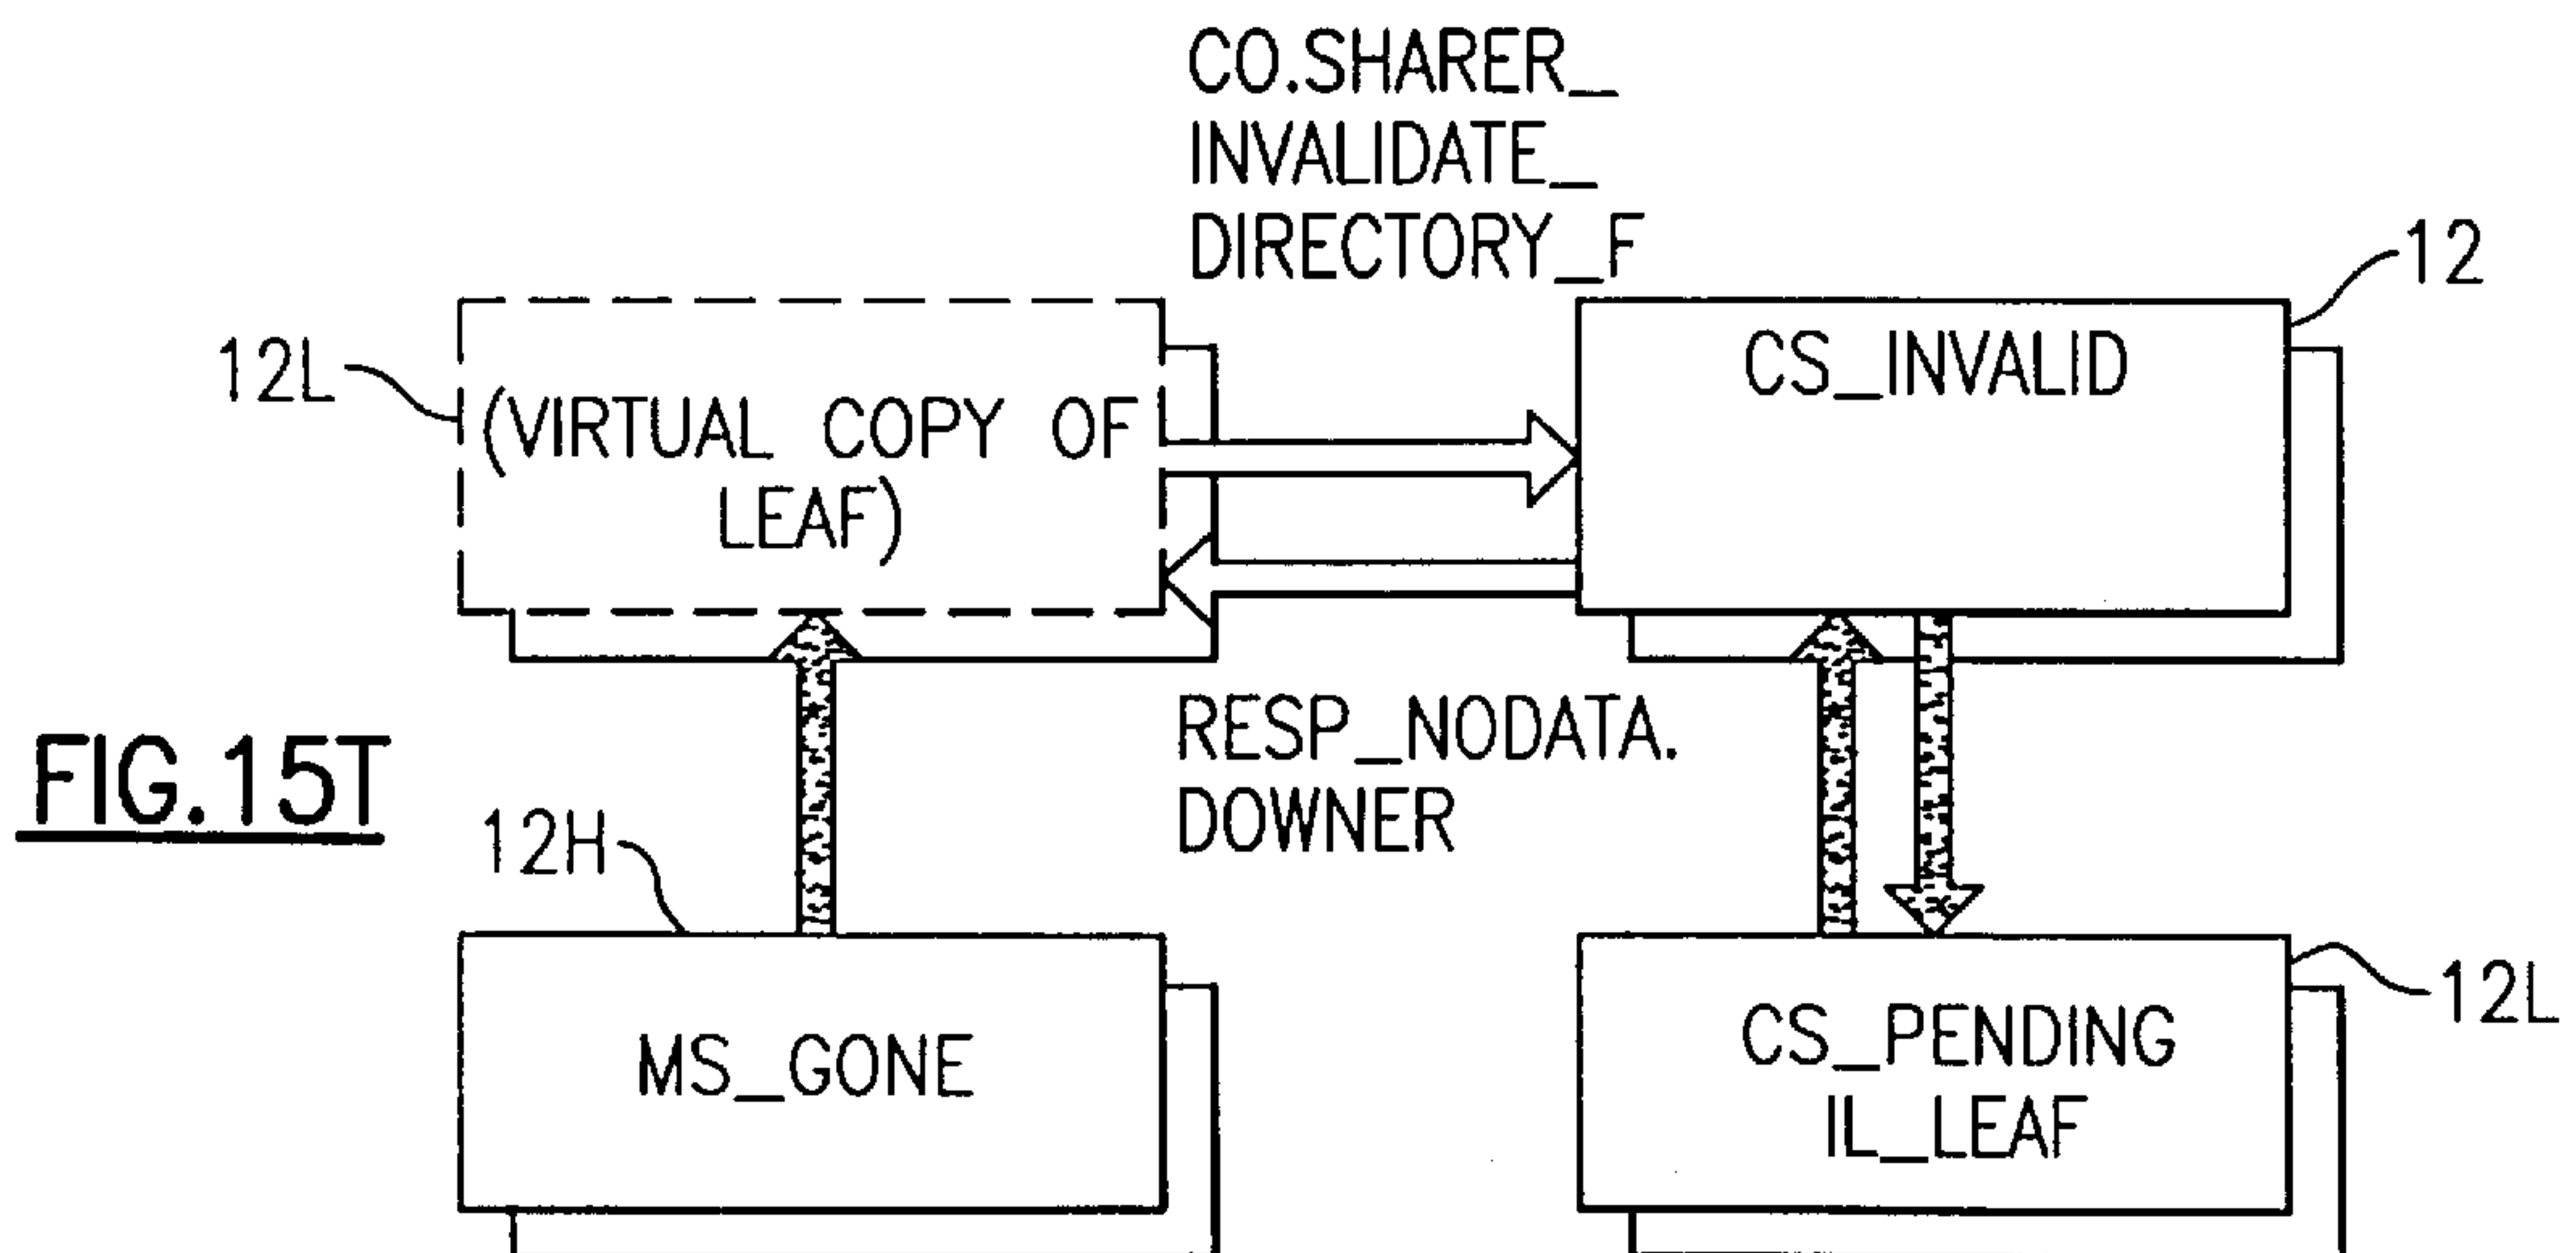 CO.SHARER_
INVALIDATE_
DIRECTORY_F
12
12L
(VIRTUAL COPY OF
LEAF)
CS_INVALID
RESP_NODATA.
DOWNER
FIG.15T
12H
MS_GONE
12L
CS_PENDING
IL_LEAF